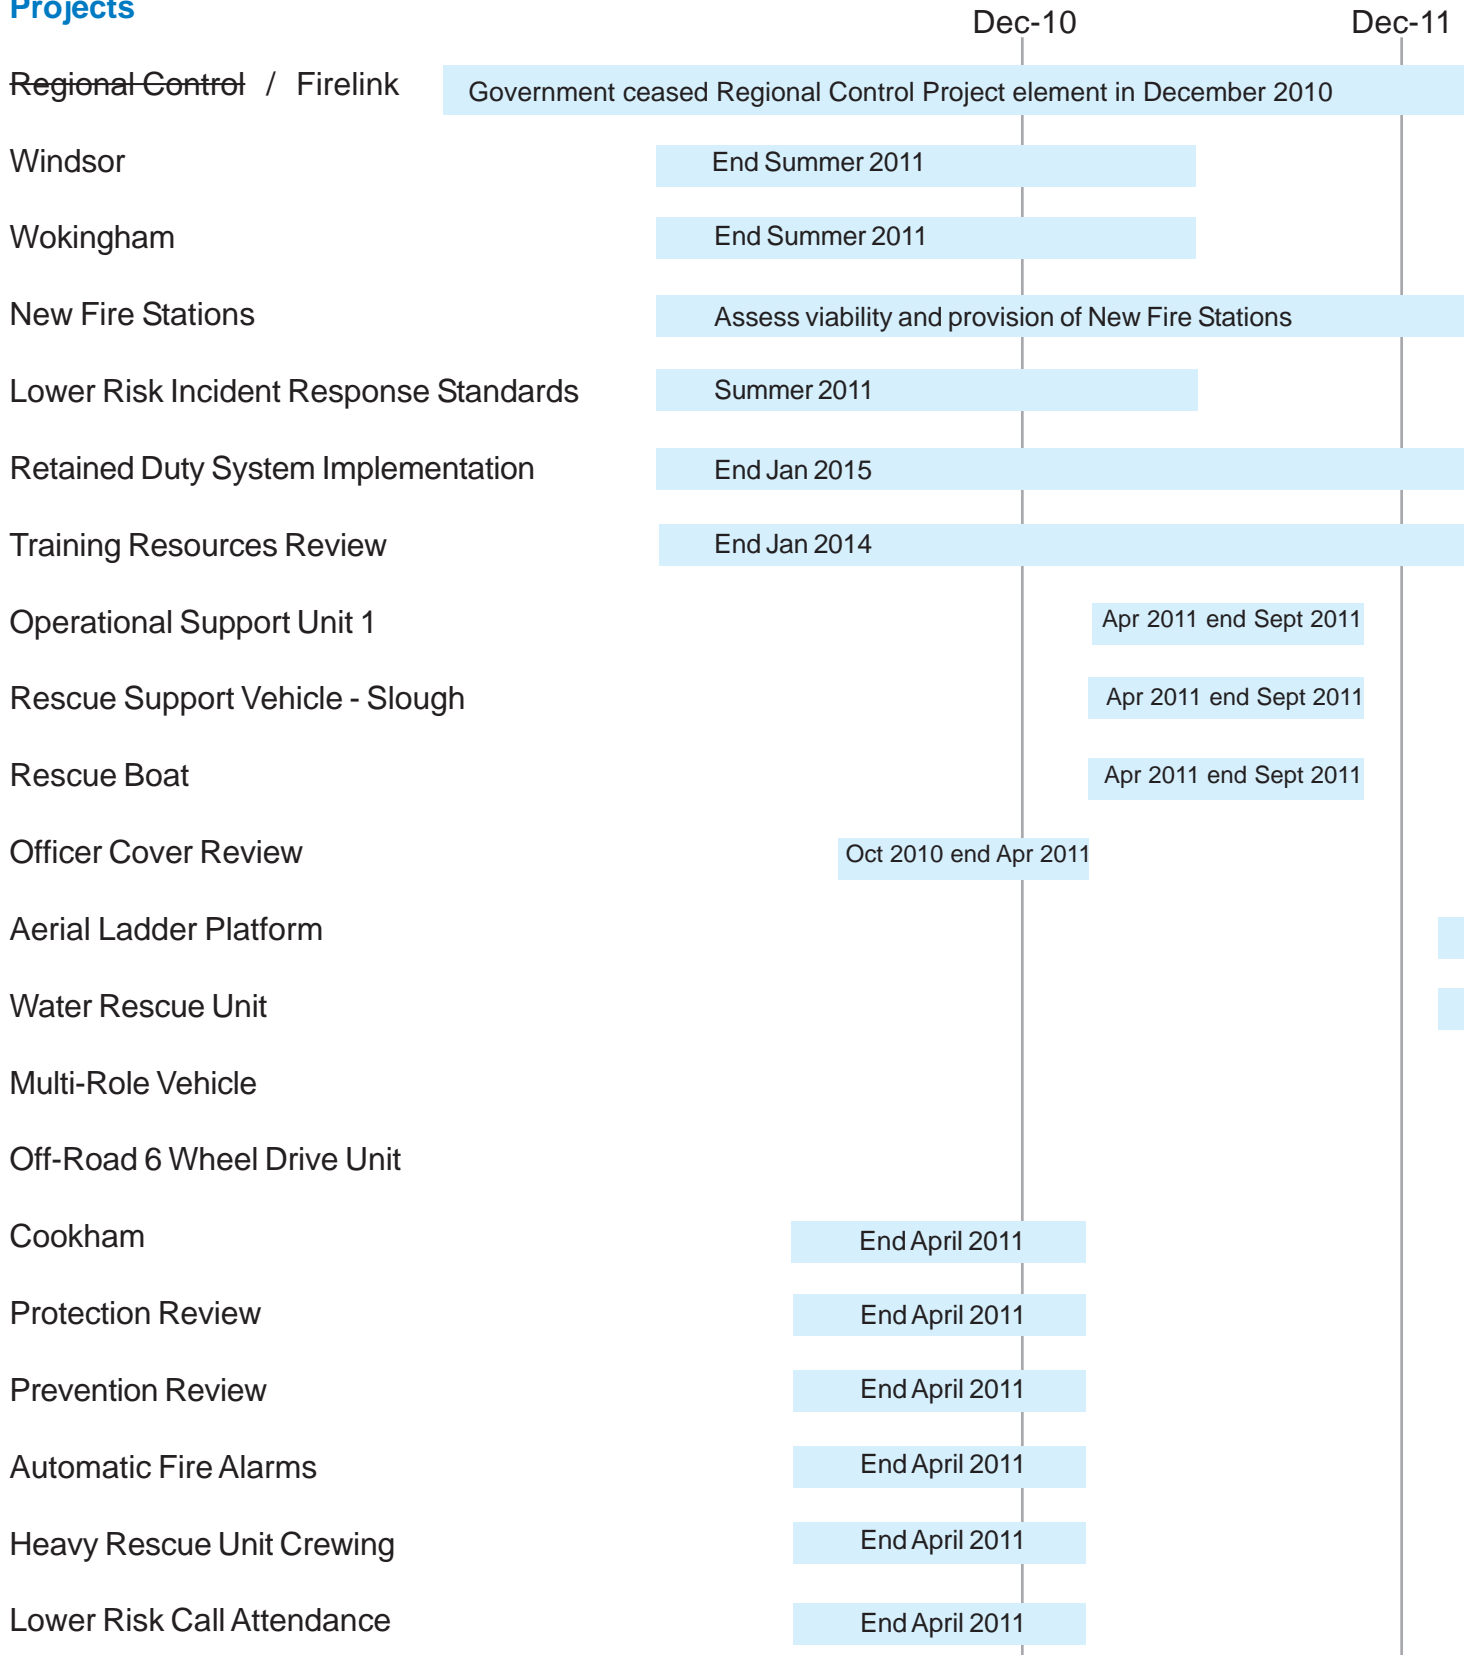 Projects
Dec-10 Dec-11
Regional Control / Firelink Government ceased Regional Control Project element in December 2010
Windsor End Summer 2011
Wokingham End Summer 2011
New Fire Stations Assess viability and provision of New Fire Stations
Lower Risk Incident Response Standards Summer 2011
Retained Duty System Implementation End Jan 2015
Training Resources Review End Jan 2014
Operational Support Unit 1 Apr 2011 end Sept 2011
Rescue Support Vehicle - Slough Apr 2011 end Sept 2011
Rescue Boat Apr 2011 end Sept 2011
Officer Cover Review Oct 2010 end Apr 2011
Aerial Ladder Platform
Water Rescue Unit
Multi-Role Vehicle
Off-Road 6 Wheel Drive Unit
Cookham End April 2011
Protection Review End April 2011
Prevention Review End April 2011
Automatic Fire Alarms End April 2011
Heavy Rescue Unit Crewing End April 2011
Lower Risk Call Attendance End April 2011